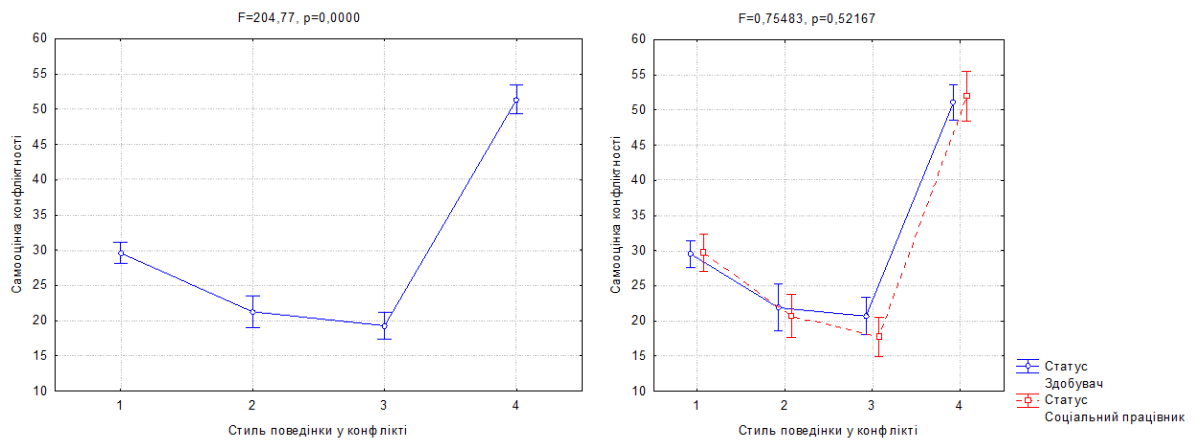 F=204,77, p=0,0000
60
55
50
45
40
35
30
25
20
15
10
Самооцінка конфліктності
1 2 3 4
Стиль поведінки у конфлікті
F=0,75483, p=0,52167
60
55
50
45
40
35
30
25
20
15
10
Самооцінка конфліктності
1 2 3 4
Стиль поведінки у конфлікті
Статус
Здобувач
Статус
Соціальний працівник